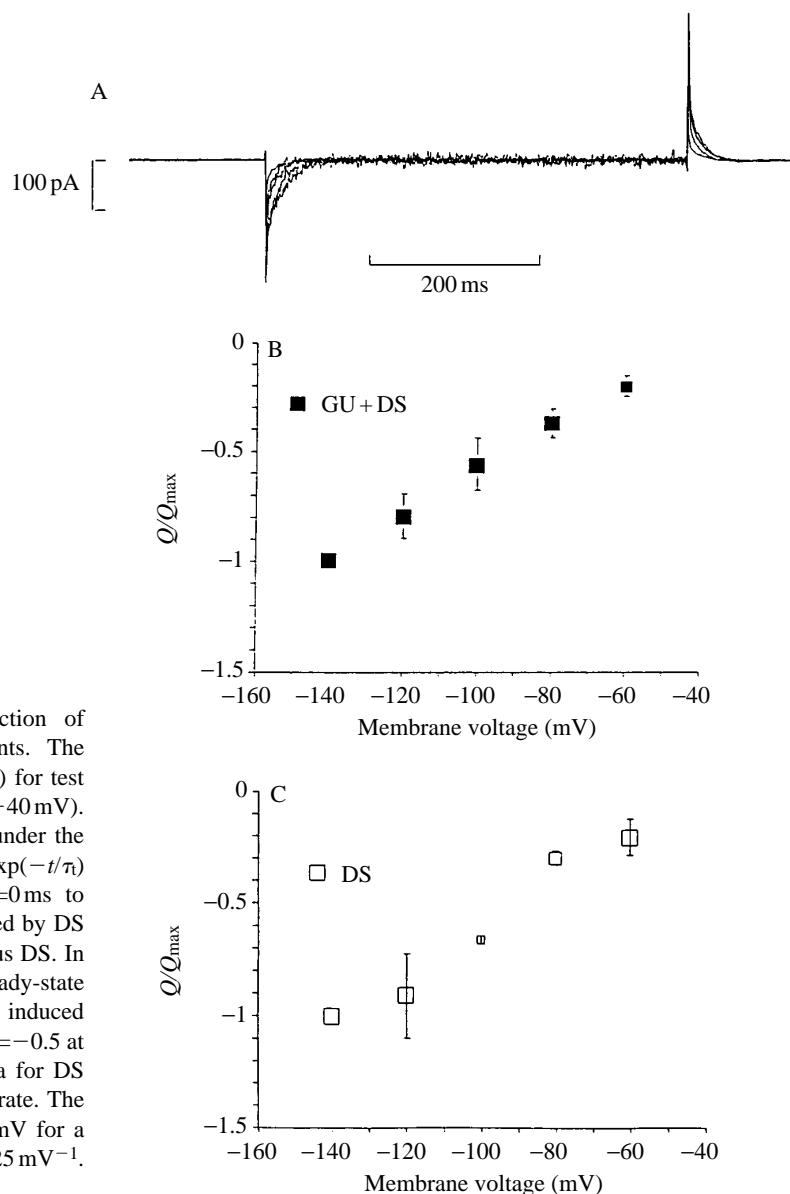 A
100 pA
200 ms
0
B
GU + DS
−0.5
Q/Qmax
−1
−1.5
−160 −140 −120 −100 −80 −60 −40
Membrane voltage (mV)
0
C
DS
−0.5
Q/Qmax
−1
−1.5
−160 −140 −120 −100 −80 −60 −40
Membrane voltage (mV)
ction of
nts. The
) for test
−40 mV).
under the
xp(−t/τt)
=0 ms to
ed by DS
us DS. In
ady-state
induced
=−0.5 at
a for DS
rate. The
mV for a
25 mV−1.